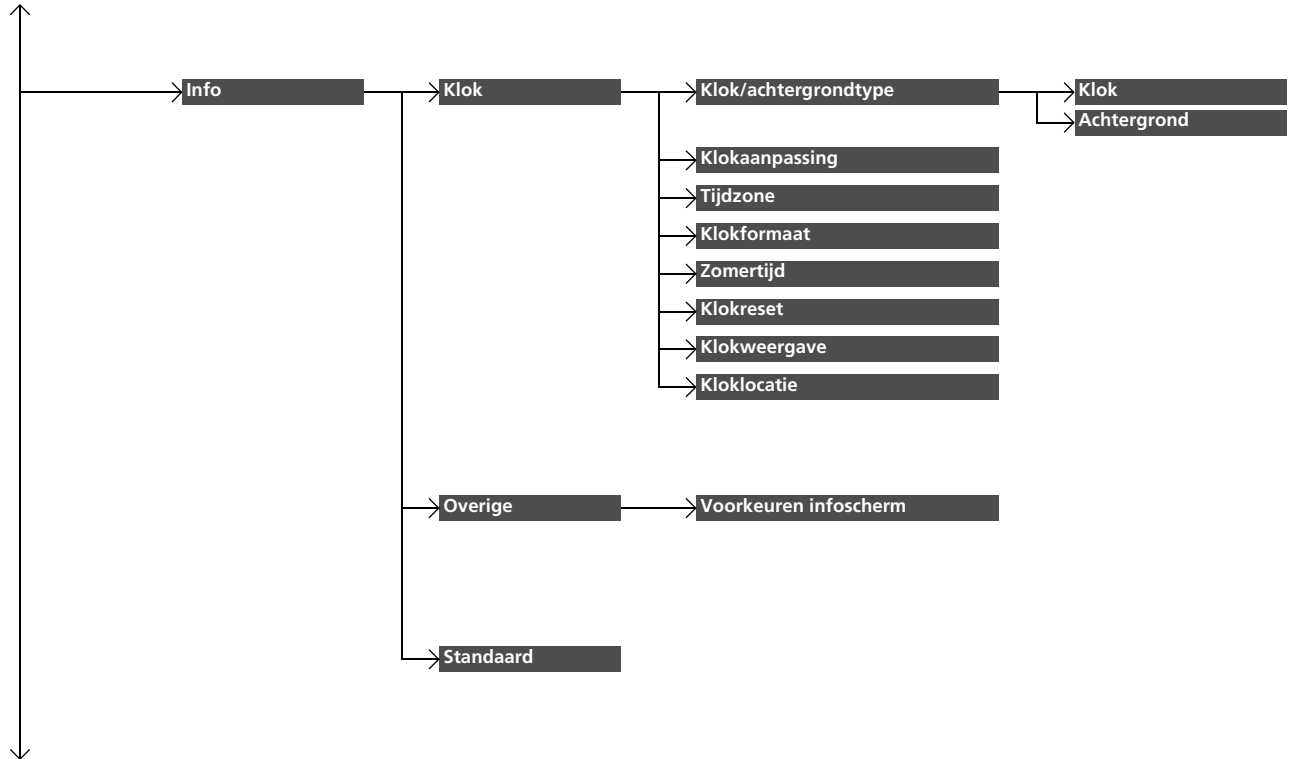 Info
Klok
Klok/achtergrondtype
Klok
Achtergrond
Klokaanpassing
Tijdzone
Klokformaat
Zomertijd
Klokreset
Klokweergave
Kloklocatie
Overige
Voorkeuren infoscherm
Standaard